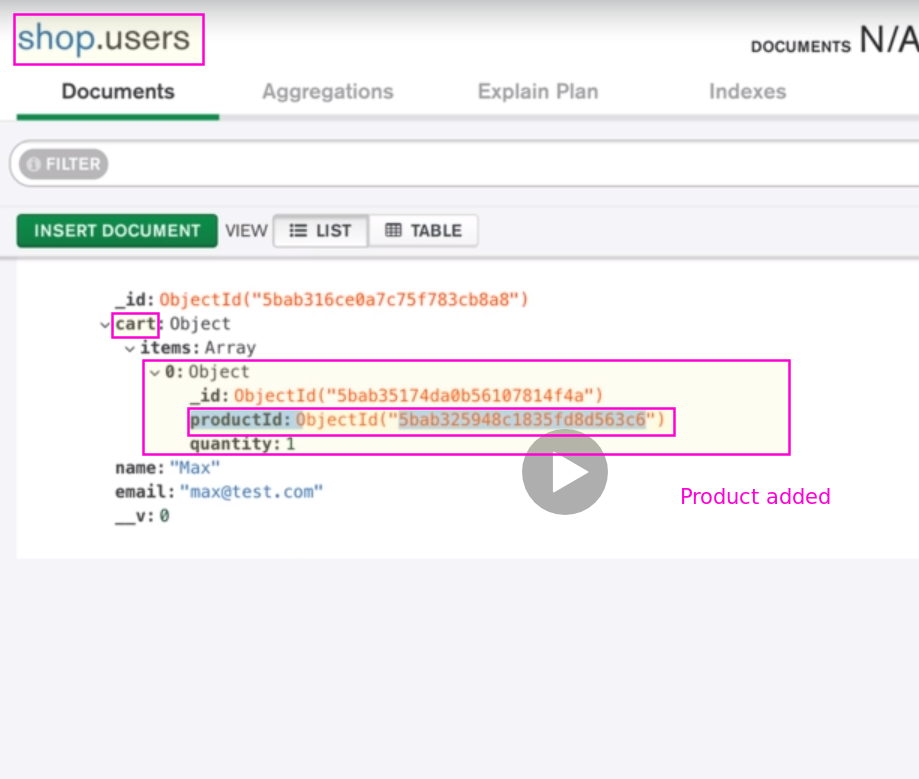 shop.users
DOCUMENTS N/A
Documents Aggregations Explain Plan Indexes
FILTER
INSERT DOCUMENT VIEW LIST TABLE
_id: ObjectId("5bab316ce0a7c75f783cb8a8")
cart: Object
items: Array
0: Object
_id: ObjectId("5bab35174da0b56107814f4a")
productId: ObjectId("5bab325948c1835fd8d563c6")
quantity: 1
name: "Max"
email: "max@test.com"
Product added
__v: 0